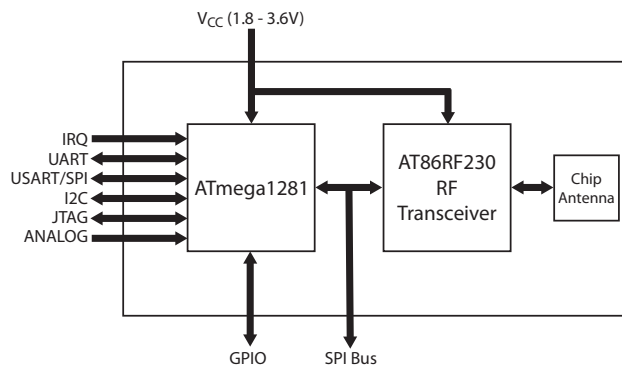 VCC (1.8 - 3.6V)
IRQ
UART
USART/SPI
I2C
JTAG
ANALOG
ATmega1281
AT86RF230
RF
Transceiver
Chip
Antenna
GPIO
SPI Bus